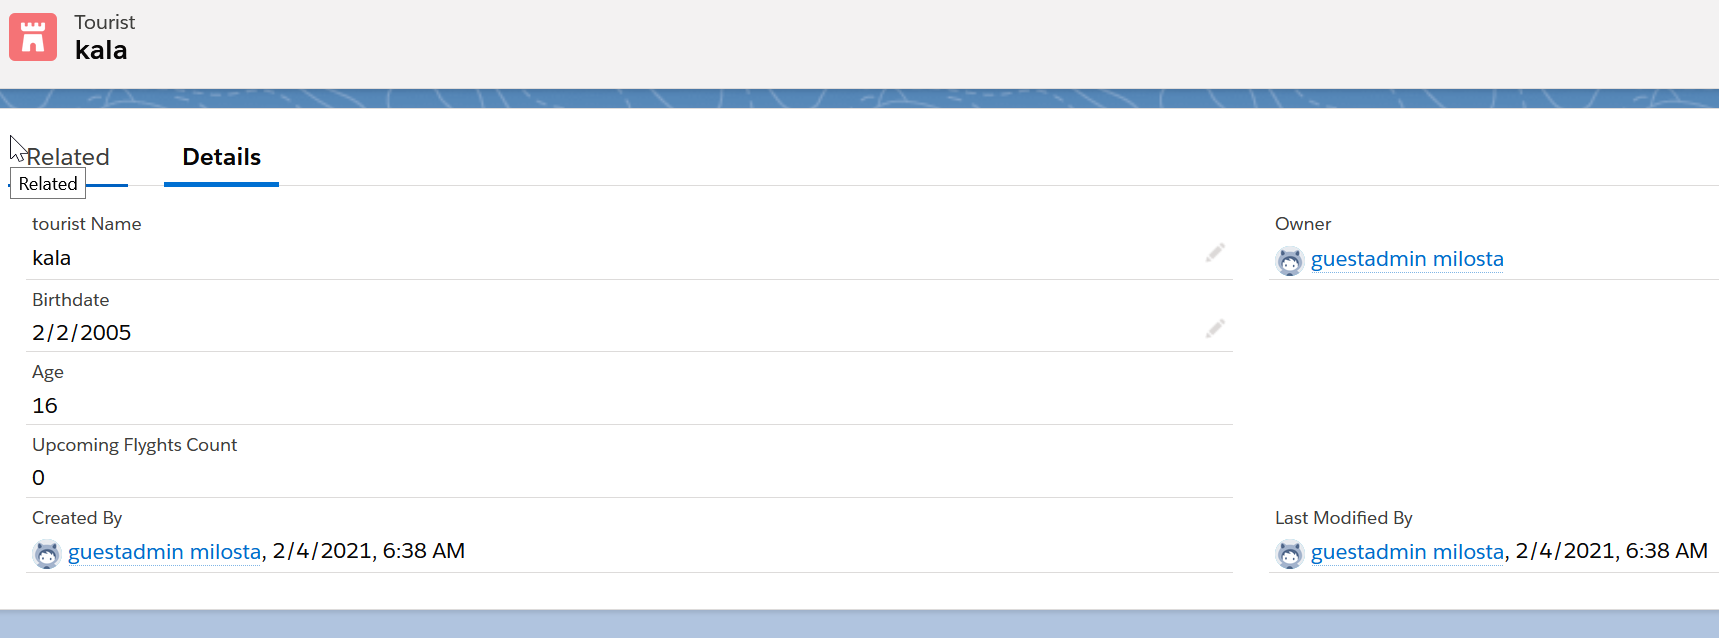 Tourist
kala
Related
Details
Related
tourist Name
kala
Owner
guestadmin milosta
Birthdate
2/2/2005
Age
16
Upcoming Flyghts Count
0
Created By
guestadmin milosta, 2/4/2021, 6:38 AM
Last Modified By
guestadmin milosta, 2/4/2021, 6:38 AM